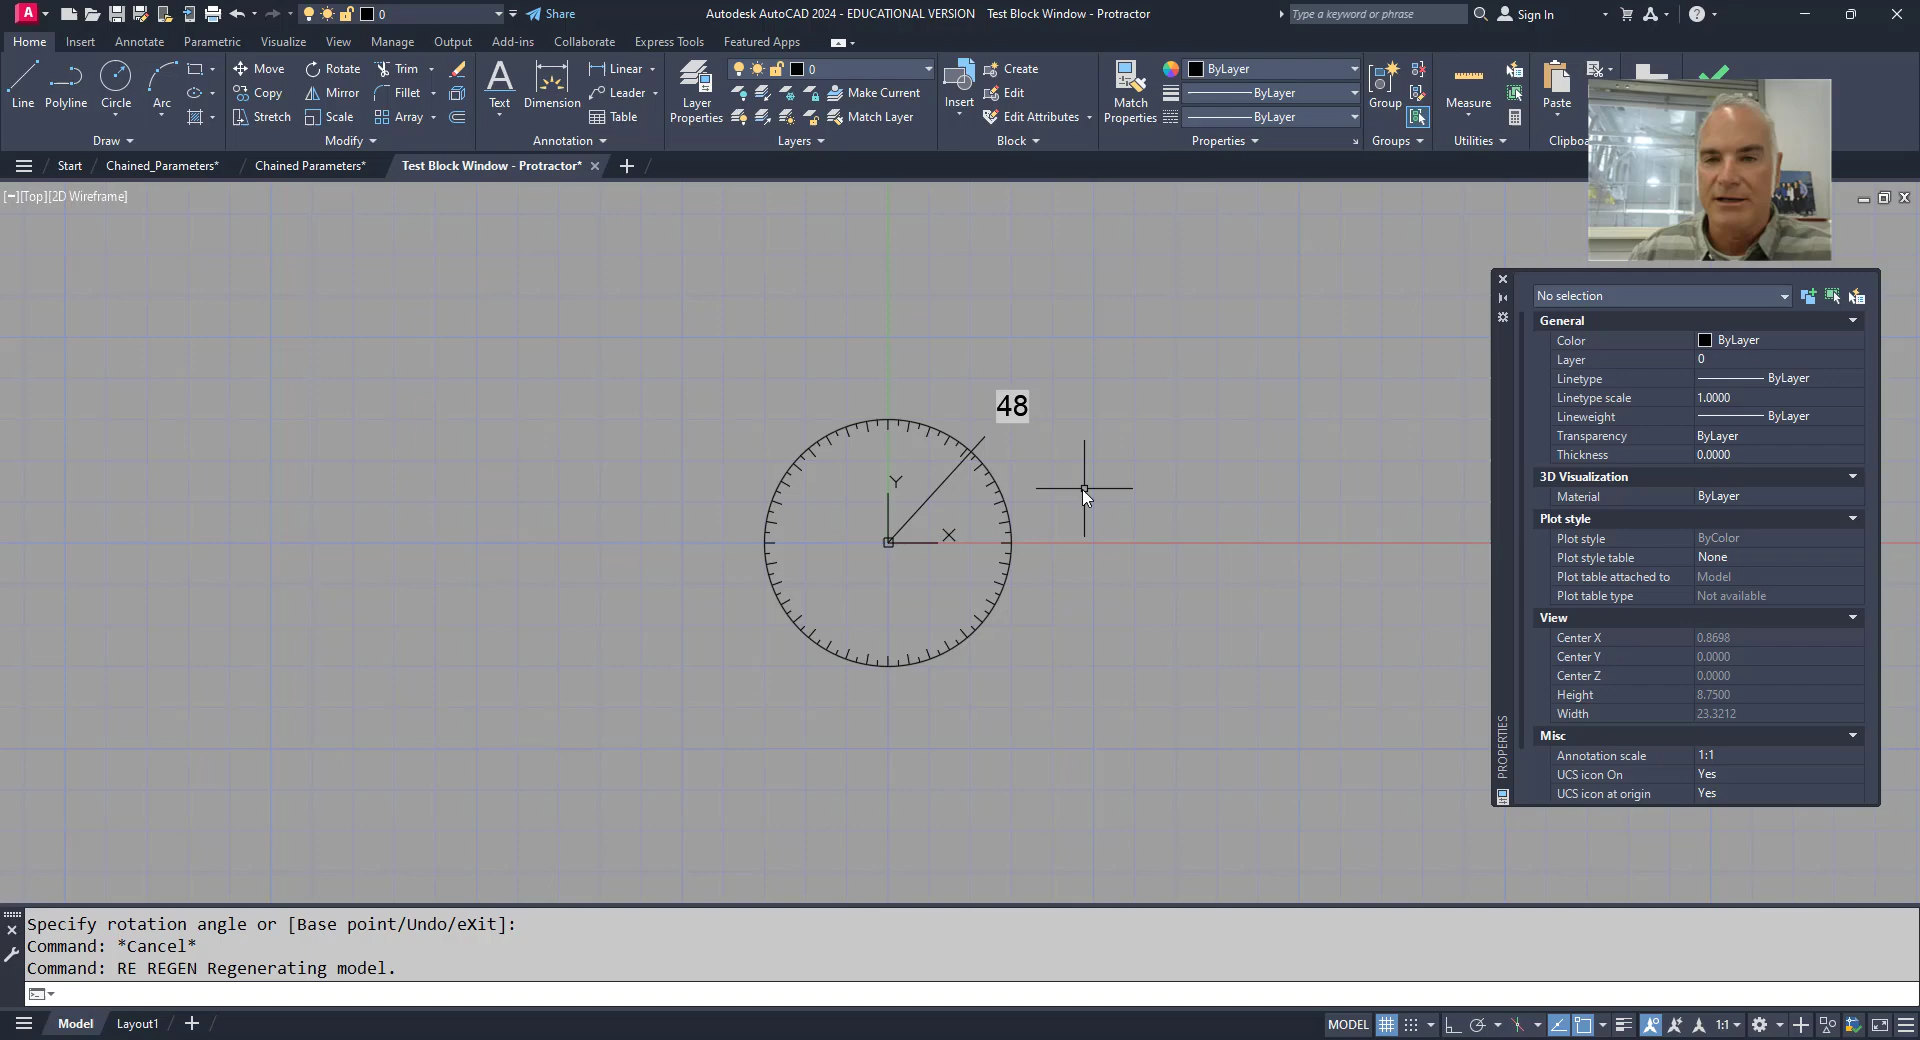 A 0 Share Autodesk AutoCAD 2024 - EDUCATIONAL VERSION Test Block Window - Protractor Type a keyword or phrase Sign In
Home Insert Annotate Parametric Visualize View Manage Output Add-ins Collaborate Express Tools Featured Apps
Line Polyline Circle Arc
Move Rotate Trim
Copy Mirror Fillet
Stretch Scale Array
Text Dimension
Linear
Leader
Table
Layer Properties
0
Make Current
Match Layer
Insert
Create
Edit
Edit Attributes
Match Properties
ByLayer
ByLayer
ByLayer
Group Measure Paste
Draw Modify Annotation Layers Block Properties Groups Utilities Clipboa
Start Chained_Parameters* Chained Parameters* Test Block Window - Protractor*
[−][Top][2D Wireframe]
48
Y
X
No selection
General
Color ByLayer
Layer 0
Linetype ByLayer
Linetype scale 1.0000
Lineweight ByLayer
Transparency ByLayer
Thickness 0.0000
3D Visualization
Material ByLayer
Plot style
Plot style ByColor
Plot style table None
Plot table attached to Model
Plot table type Not available
View
Center X 0.8698
Center Y 0.0000
Center Z 0.0000
Height 8.7500
Width 23.3212
Misc
Annotation scale 1:1
UCS icon On Yes
UCS icon at origin Yes
PROPERTIES
Specify rotation angle or [Base point/Undo/eXit]:
Command: *Cancel*
Command: RE REGEN Regenerating model.
Model Layout1
MODEL 1:1